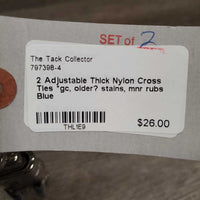 SET of 2
The Tack Collector
797398-4
2 Adjustable Thick Nylon Cross
Ties *gc, older? stains, mnr rubs
Blue
THL1E9
$26.00